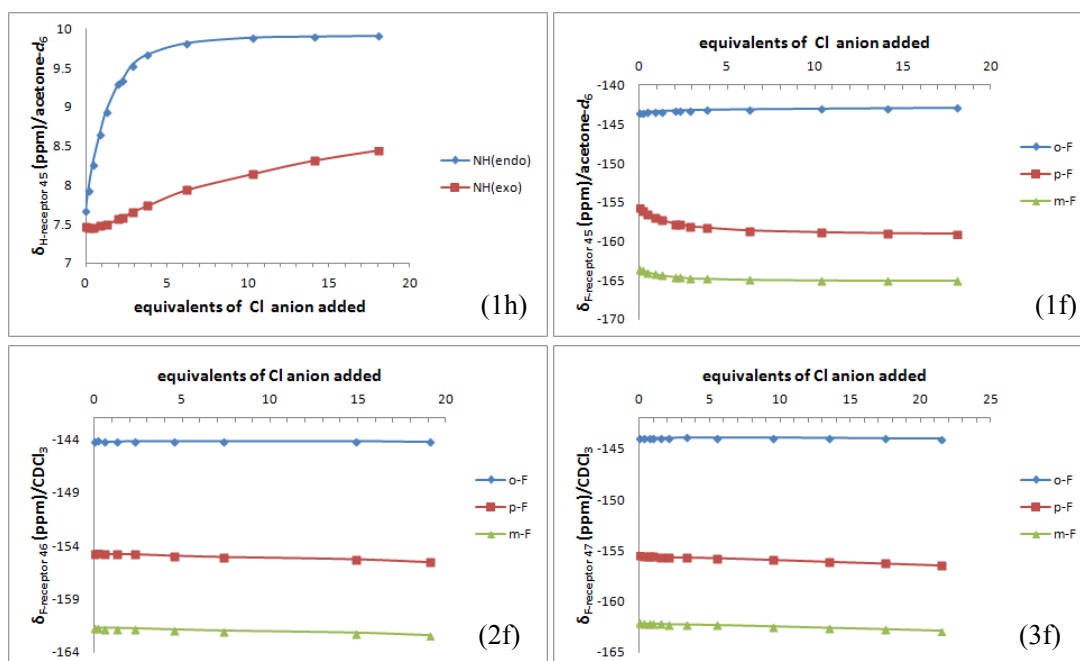 10
9.5
9
8.5
8
7.5
7
0
5
10
15
20
δH-receptor 45 (ppm)/acetone-d6
equivalents of Cl anion added
NH(endo)
NH(exo)
(1h)
equivalents of Cl anion added
0
5
10
15
20
-140
-145
-150
-155
-160
-165
-170
δF-receptor 45 (ppm)/acetone-d6
o-F
p-F
m-F
(1f)
equivalents of Cl anion added
0
5
10
15
20
-144
-149
-154
-159
-164
δF-receptor 46 (ppm)/CDCl3
o-F
p-F
m-F
(2f)
equivalents of Cl anion added
0
5
10
15
20
25
-145
-150
-155
-160
-165
δF-receptor 47 (ppm)/CDCl3
o-F
p-F
m-F
(3f)